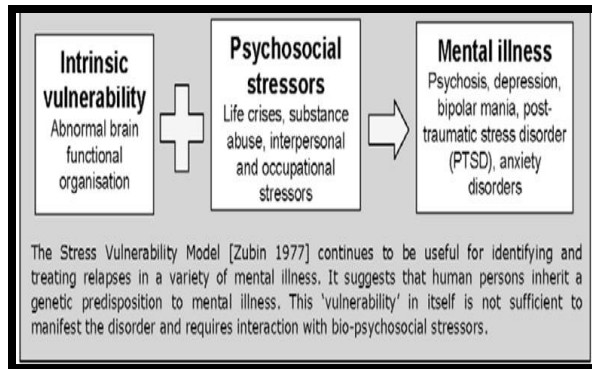 Intrinsic
vulnerability
Abnormal brain
functional
organisation
Psychosocial
stressors
Life crises, substance
abuse, interpersonal
and occupational
stressors
Mental illness
Psychosis, depression,
bipolar mania, post-
traumatic stress disorder
(PTSD), anxiety
disorders
The Stress Vulnerability Model [Zubin 1977] continues to be useful for identifying and
treating relapses in a variety of mental illness. It suggests that human persons inherit a
genetic predisposition to mental illness. This ‘vulnerability’ in itself is not sufficient to
manifest the disorder and requires interaction with bio-psychosocial stressors.